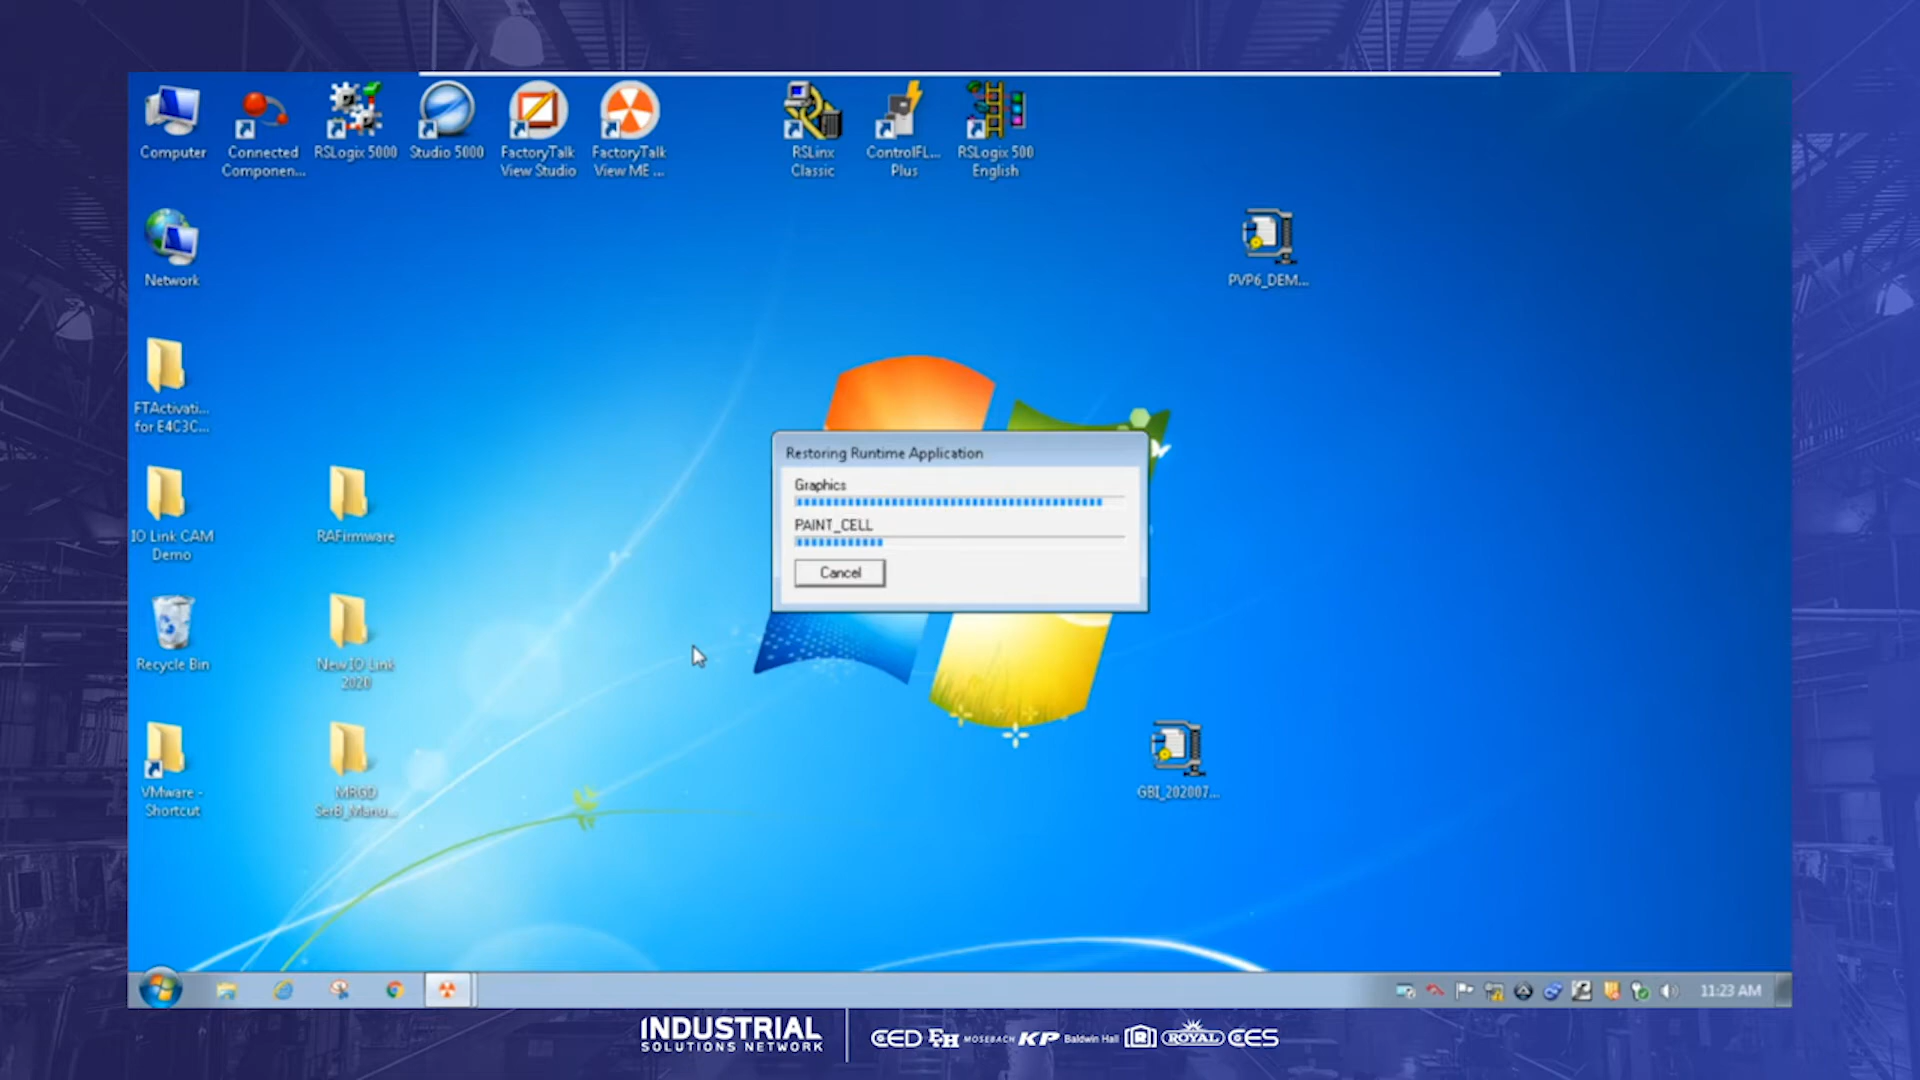 Computer
Connected
Componen...
RSLogix 5000
Studio 5000
FactoryTalk
View Studio
FactoryTalk
View ME ...
RSLinx
Classic
ControlFL...
Plus
RSLogix 500
English
Network
PVP6_DEM...
FTActivati...
for E4C3C...
Restoring Runtime Application
Graphics
PAINT_CELL
Cancel
IO Link CAM
Demo
RAFirmware
Recycle Bin
New IO Link
2020
VMware -
Shortcut
MRGD
SerB_Manu...
GBI_202007...
11:23 AM
INDUSTRIAL
SOLUTIONS NETWORK
CED EH MOSEBACH KP Baldwin Hall R ROYAL CES